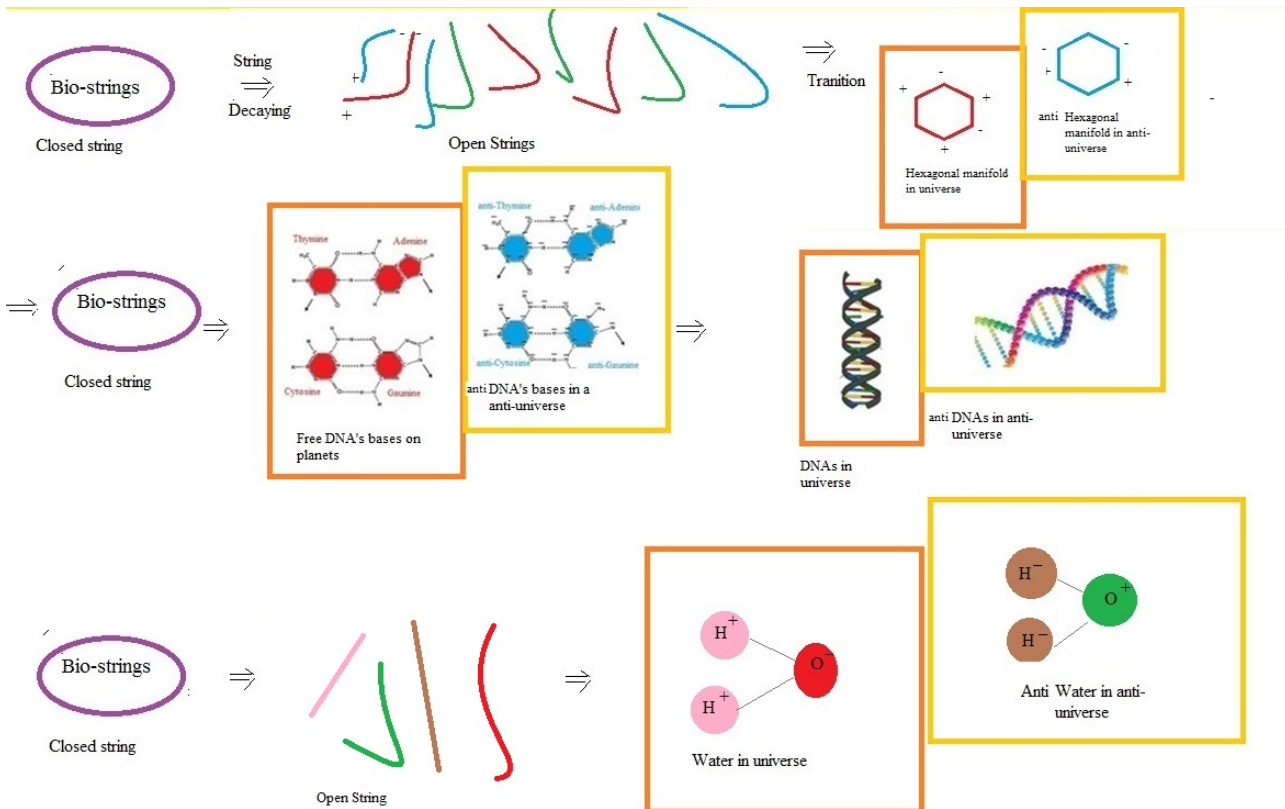 Bio-strings
Closed string
String
Decaying
+
+
- -
Open Strings
Tranition
-
+
+
-
+
Hexagonal manifold
in universe
-
-
+
+
anti Hexagonal
manifold in anti-
universe
-
Bio-strings
Closed string
Thymine
Adenine
Cytosine
Gaunine
Free DNA's bases on
planets
anti-Thymine
anti-Adenine
anti-Cytosine
anti-Gaunine
anti DNA's bases in a
anti-universe
DNAs in
universe
anti DNAs in anti-
universe
Bio-strings
Closed string
Open String
H+
O-
H+
Water in universe
H-
O+
H-
Anti Water in anti-
universe